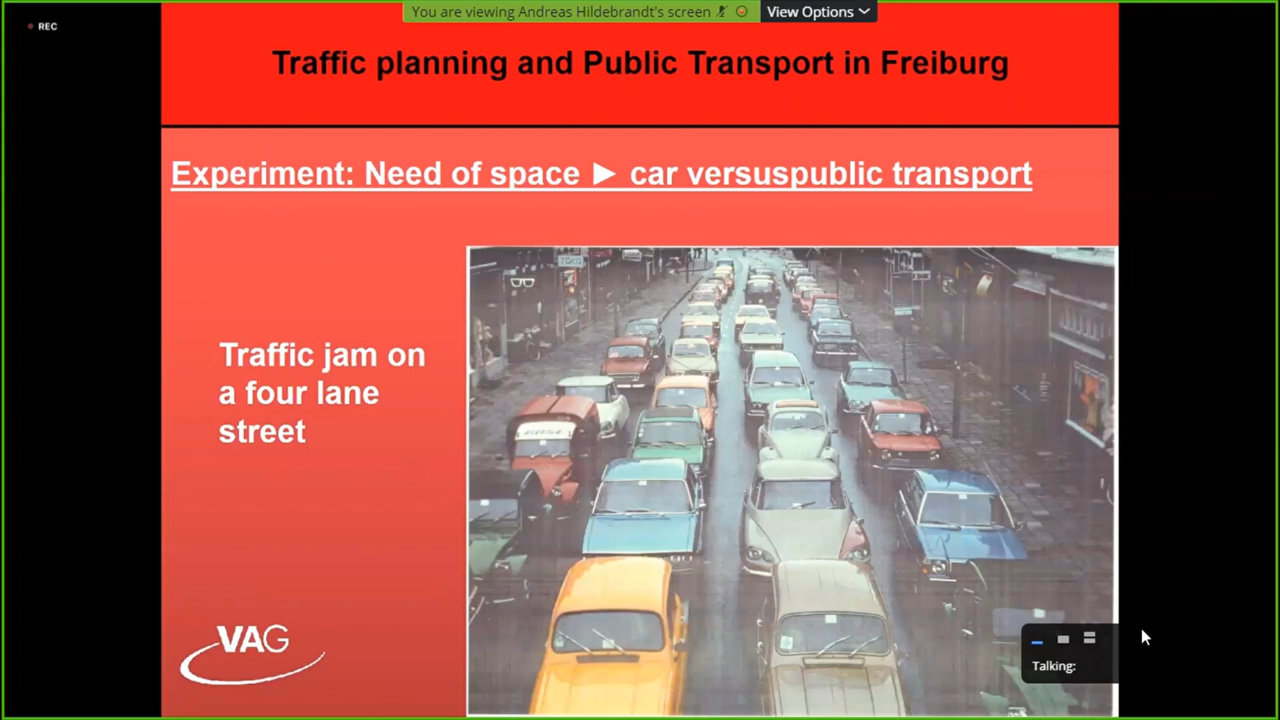 You are viewing Andreas Hildebrandt's screen
View Options
REC
Traffic planning and Public Transport in Freiburg
Experiment: Need of space ► car versuspublic transport
Traffic jam on
a four lane
street
VAG
Talking: